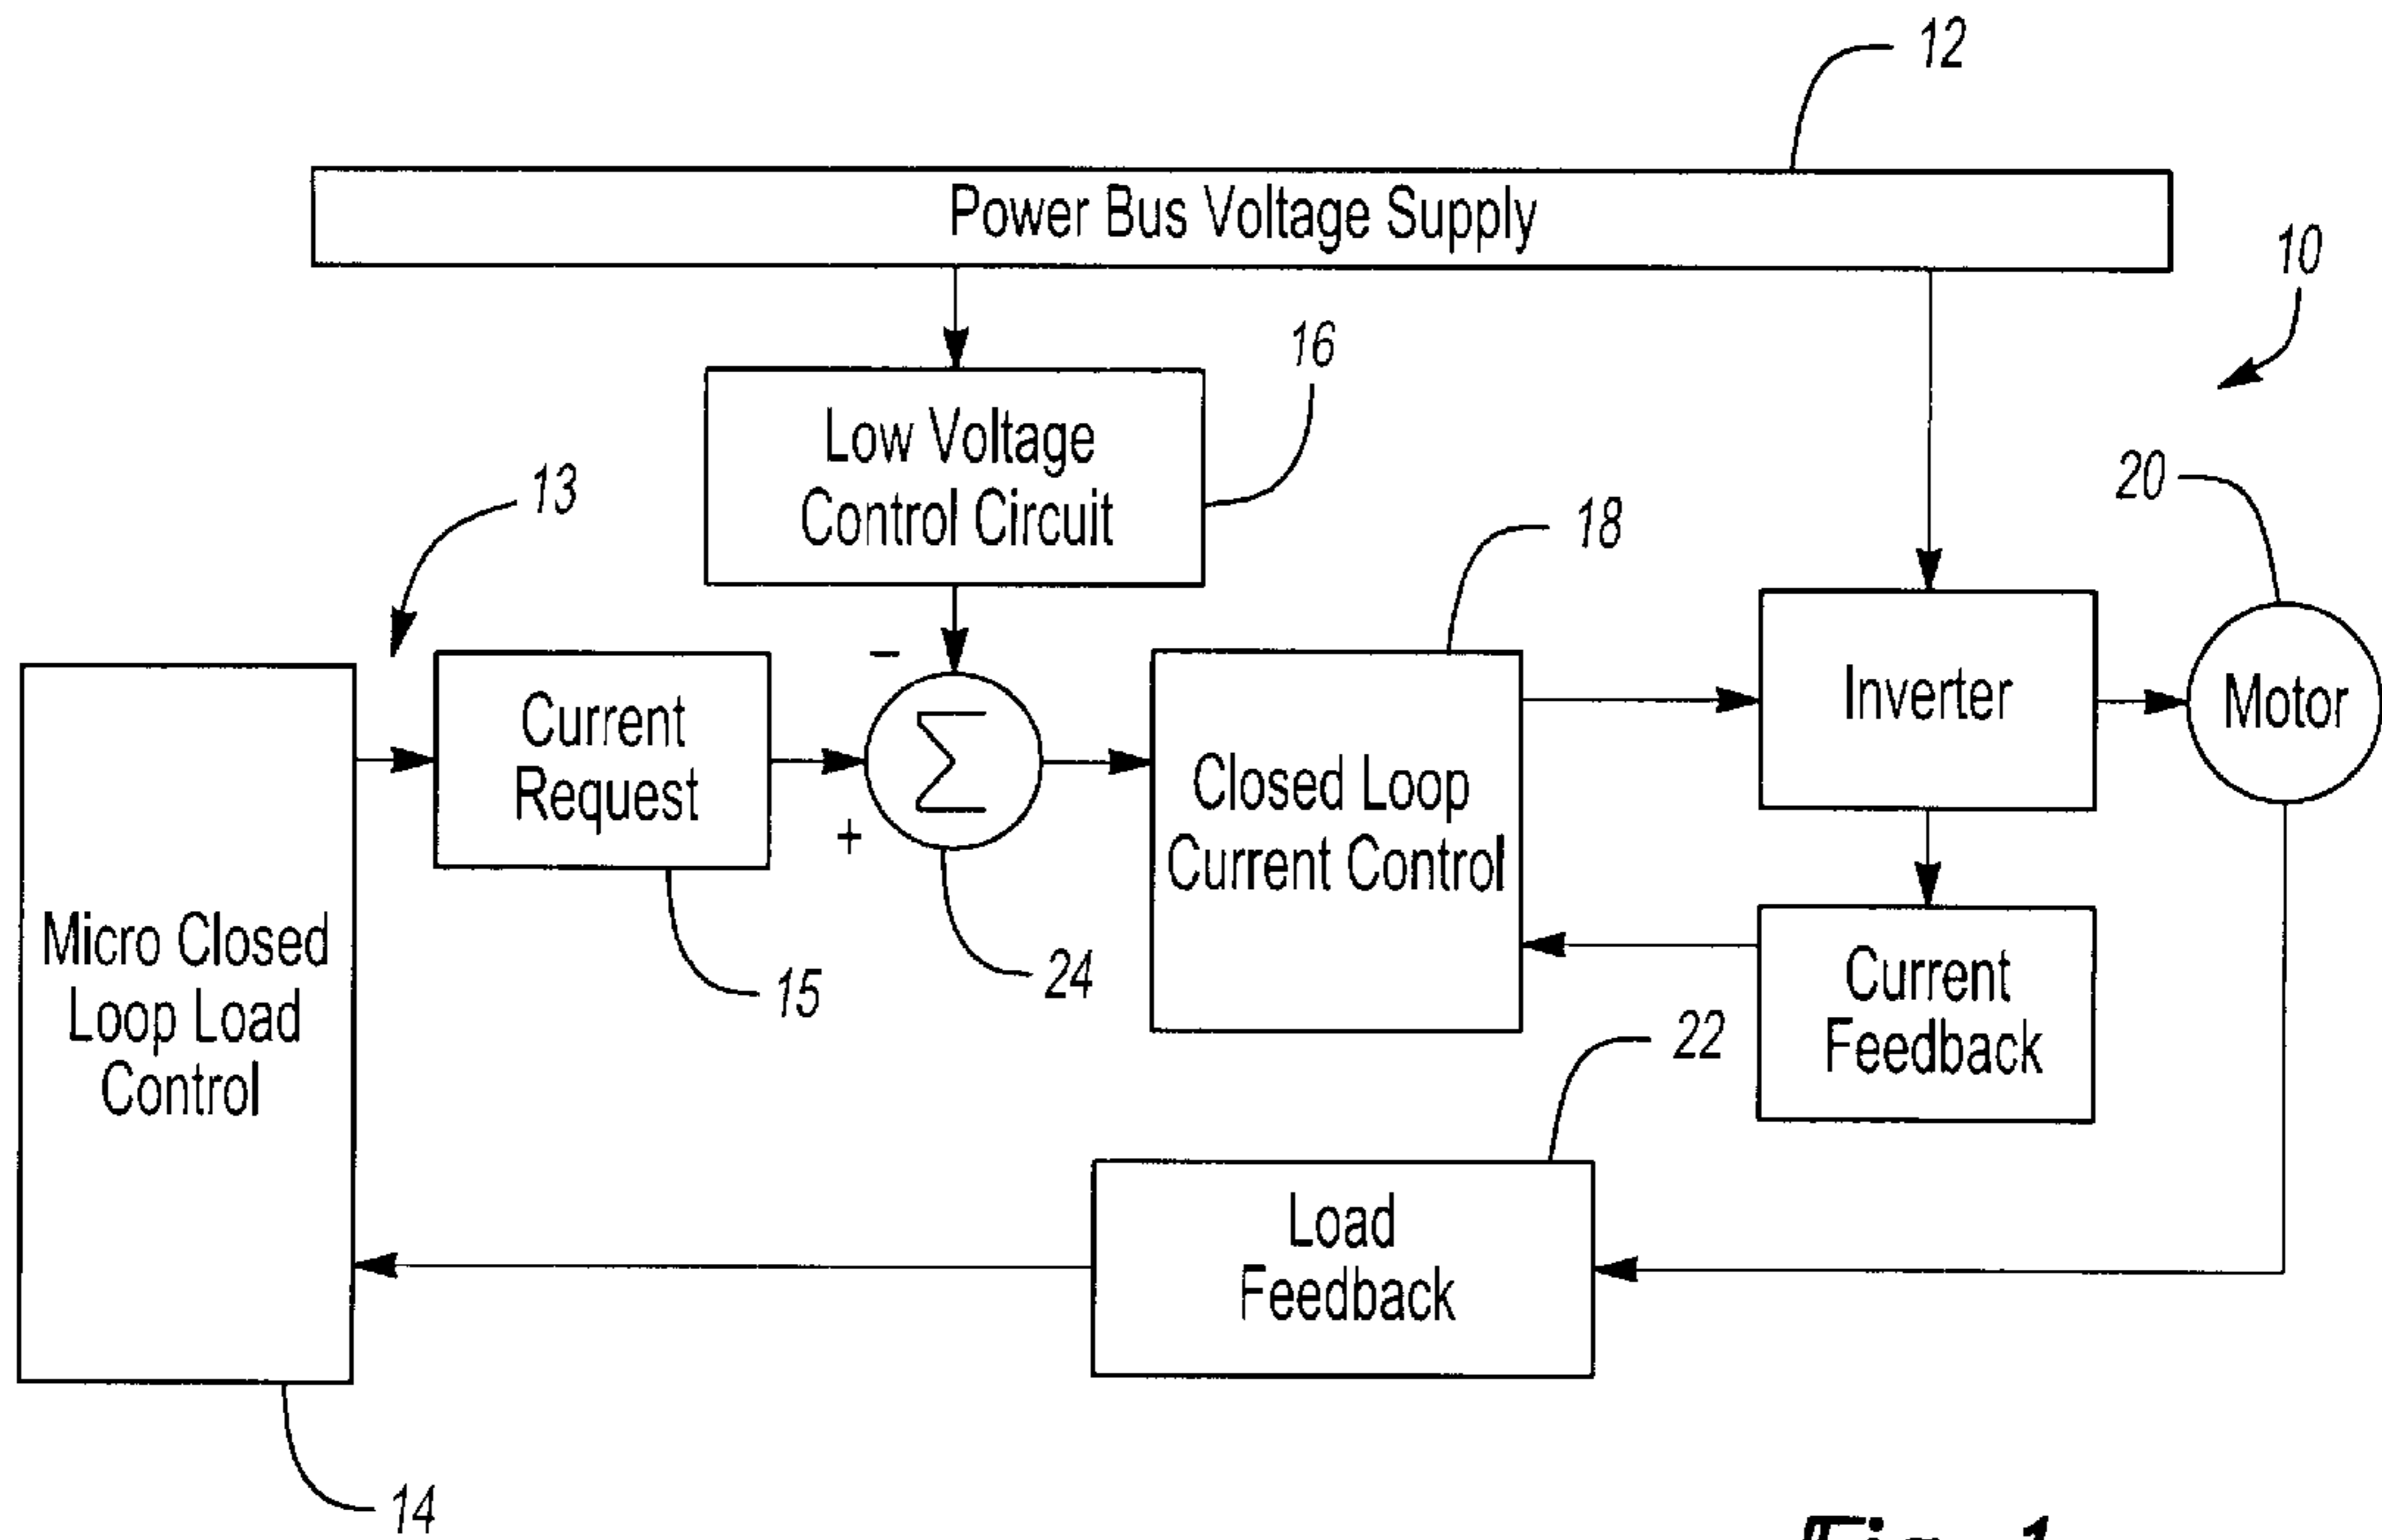 12
Power Bus Voltage Supply
10
16
Low Voltage
Control Circuit
13
18
20
Current
Request
−
+
Σ
Closed Loop
Current Control
Inverter
Motor
Micro Closed
Loop Load
Control
15
24
Current
Feedback
22
Load
Feedback
14